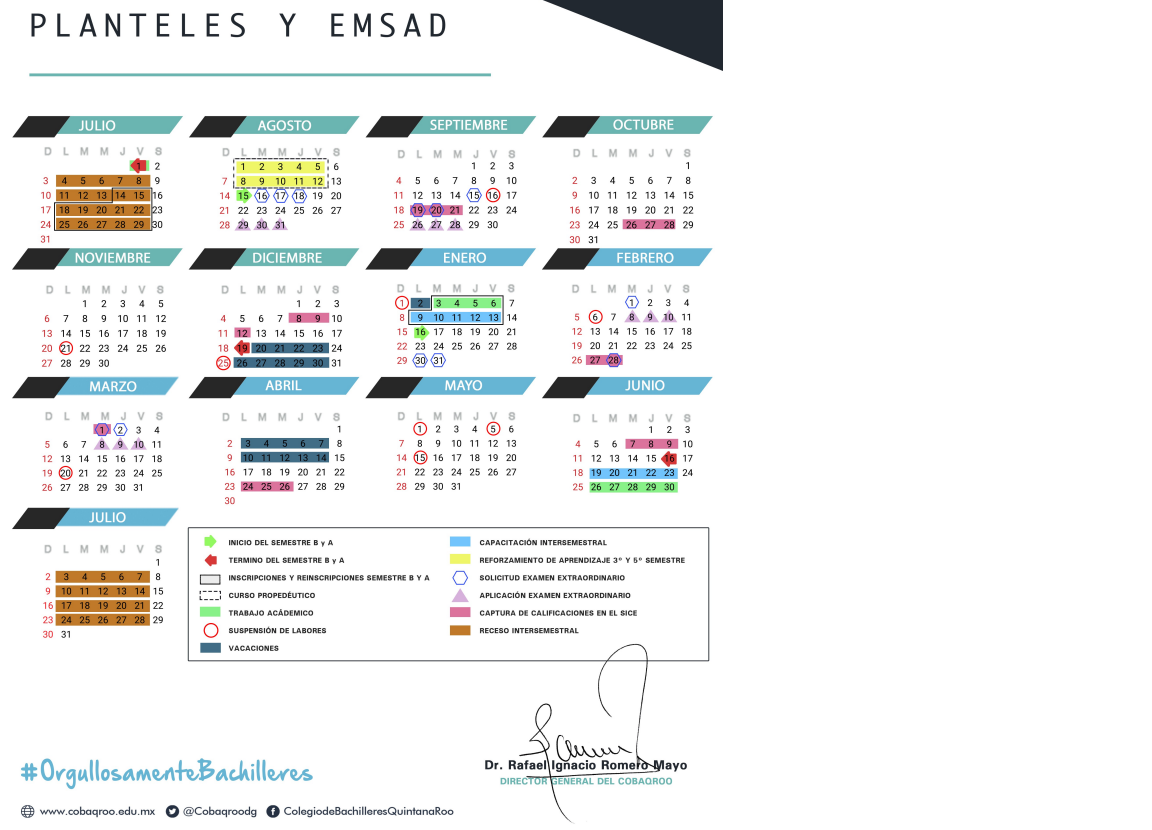 PLANTELES Y EMSAD
JULIO AGOSTO SEPTIEMBRE OCTUBRE
D L M M J V S
1 2
3 4 5 6 7 8 9
10 11 12 13 14 15 16
17 18 19 20 21 22 23
24 25 26 27 28 29 30
31
D L M M J V S
1 2 3 4 5 6
7 8 9 10 11 12 13
14 15 16 17 18 19 20
21 22 23 24 25 26 27
28 29 30 31
D L M M J V S
1 2 3
4 5 6 7 8 9 10
11 12 13 14 15 16 17
18 19 20 21 22 23 24
25 26 27 28 29 30
D L M M J V S
1
2 3 4 5 6 7 8
9 10 11 12 13 14 15
16 17 18 19 20 21 22
23 24 25 26 27 28 29
30 31
NOVIEMBRE DICIEMBRE ENERO FEBRERO
D L M M J V S
1 2 3 4 5
6 7 8 9 10 11 12
13 14 15 16 17 18 19
20 21 22 23 24 25 26
27 28 29 30
D L M M J V S
1 2 3
4 5 6 7 8 9 10
11 12 13 14 15 16 17
18 19 20 21 22 23 24
25 26 27 28 29 30 31
D L M M J V S
1 2 3 4 5 6 7
8 9 10 11 12 13 14
15 16 17 18 19 20 21
22 23 24 25 26 27 28
29 30 31
D L M M J V S
1 2 3 4
5 6 7 8 9 10 11
12 13 14 15 16 17 18
19 20 21 22 23 24 25
26 27 28
MARZO ABRIL MAYO JUNIO
D L M M J V S
1 2 3 4
5 6 7 8 9 10 11
12 13 14 15 16 17 18
19 20 21 22 23 24 25
26 27 28 29 30 31
D L M M J V S
1
2 3 4 5 6 7 8
9 10 11 12 13 14 15
16 17 18 19 20 21 22
23 24 25 26 27 28 29
30
D L M M J V S
1 2 3 4 5 6
7 8 9 10 11 12 13
14 15 16 17 18 19 20
21 22 23 24 25 26 27
28 29 30 31
D L M M J V S
1 2 3
4 5 6 7 8 9 10
11 12 13 14 15 16 17
18 19 20 21 22 23 24
25 26 27 28 29 30
JULIO
D L M M J V S
1
2 3 4 5 6 7 8
9 10 11 12 13 14 15
16 17 18 19 20 21 22
23 24 25 26 27 28 29
30 31
INICIO DEL SEMESTRE B y A
TERMINO DEL SEMESTRE B y A
INSCRIPCIONES Y REINSCRIPCIONES SEMESTRE B Y A
CURSO PROPEDÉUTICO
TRABAJO ACÁDEMICO
SUSPENSIÓN DE LABORES
VACACIONES
CAPACITACIÓN INTERSEMESTRAL
REFORZAMIENTO DE APRENDIZAJE 3º Y 5º SEMESTRE
SOLICITUD EXAMEN EXTRAORDINARIO
APLICACIÓN EXAMEN EXTRAORDINARIO
CAPTURA DE CALIFICACIONES EN EL SICE
RECESO INTERSEMESTRAL
Dr. Rafael Ignacio Romero Mayo
DIRECTOR GENERAL DEL COBAQROO
#OrgullosamenteBachilleres
www.cobaqroo.edu.mx @Cobaqroodg ColegiodeBachilleresQuintanaRoo